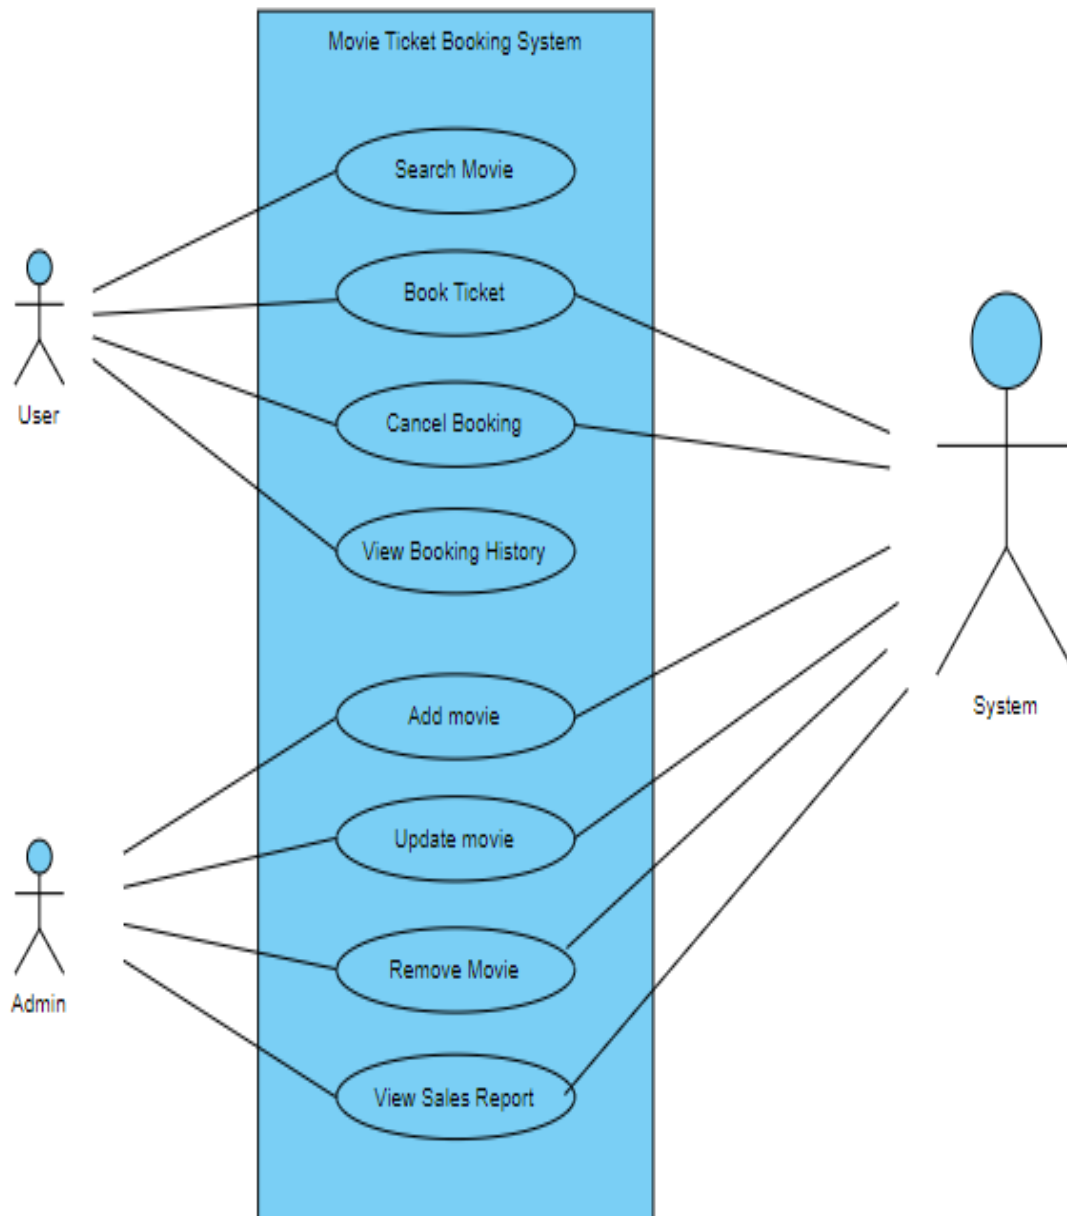 Movie Ticket Booking System
Search Movie
Book Ticket
Cancel Booking
View Booking History
Add movie
Update movie
Remove Movie
View Sales Report
User
Admin
System